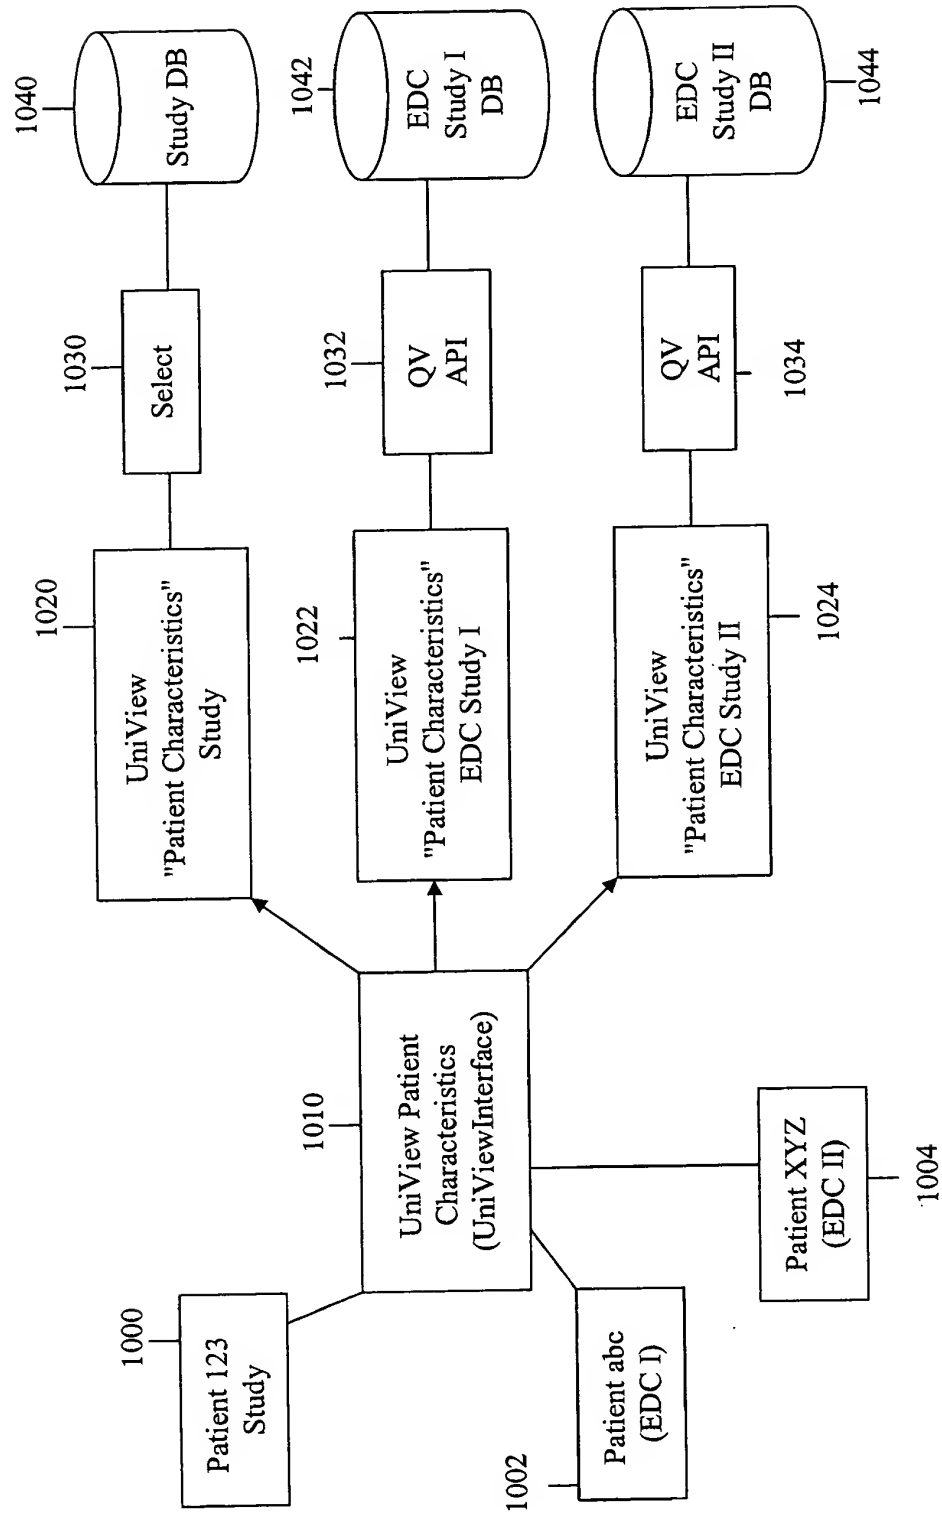 1000
Patient 123
Study
1002
Patient abc
(EDC I)
Patient XYZ
(EDC II)
1004
1010
UniView Patient
Characteristics
(UniViewInterface)
1020
UniView
"Patient Characteristics"
Study
1022
UniView
"Patient Characteristics"
EDC Study I
UniView
"Patient Characteristics"
EDC Study II
1024
1030
Select
1032
QV
API
QV
API
1034
1040
Study DB
1042
EDC
Study I
DB
EDC
Study II
DB
1044